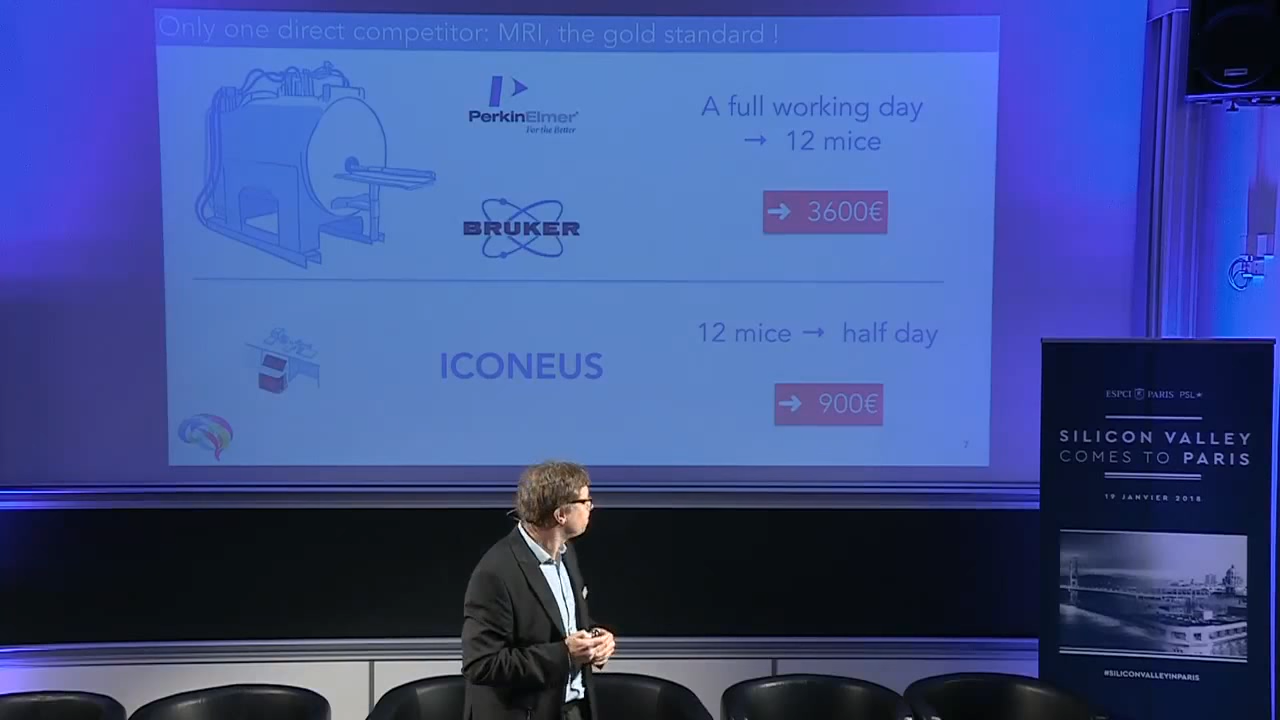 Only one direct competitor: MRI, the gold standard !
PerkinElmer
For the Better
A full working day
→ 12 mice
→ 3600€
BRUKER
ICONEUS
12 mice → half day
→ 900€
7
ESPCI PARIS PSL★
SILICON VALLEY
COMES TO PARIS
19 JANVIER 2018
#SILICONVALLEYINPARIS